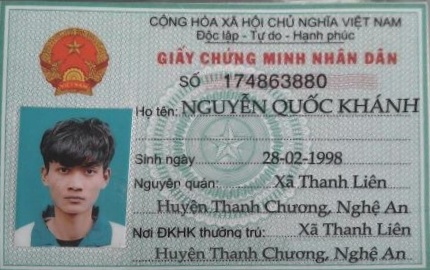 CỘNG HÒA XÃ HỘI CHỦ NGHĨA VIỆT NAM
Độc lập - Tự do - Hạnh phúc
GIẤY CHỨNG MINH NHÂN DÂN
SỐ 174863880
Họ tên: NGUYỄN QUỐC KHÁNH
Sinh ngày 28-02-1998
Nguyên quán: Xã Thanh Liên
Huyện Thanh Chương, Nghệ An
Nơi ĐKHK thường trú: Xã Thanh Liên
Huyện Thanh Chương, Nghệ An